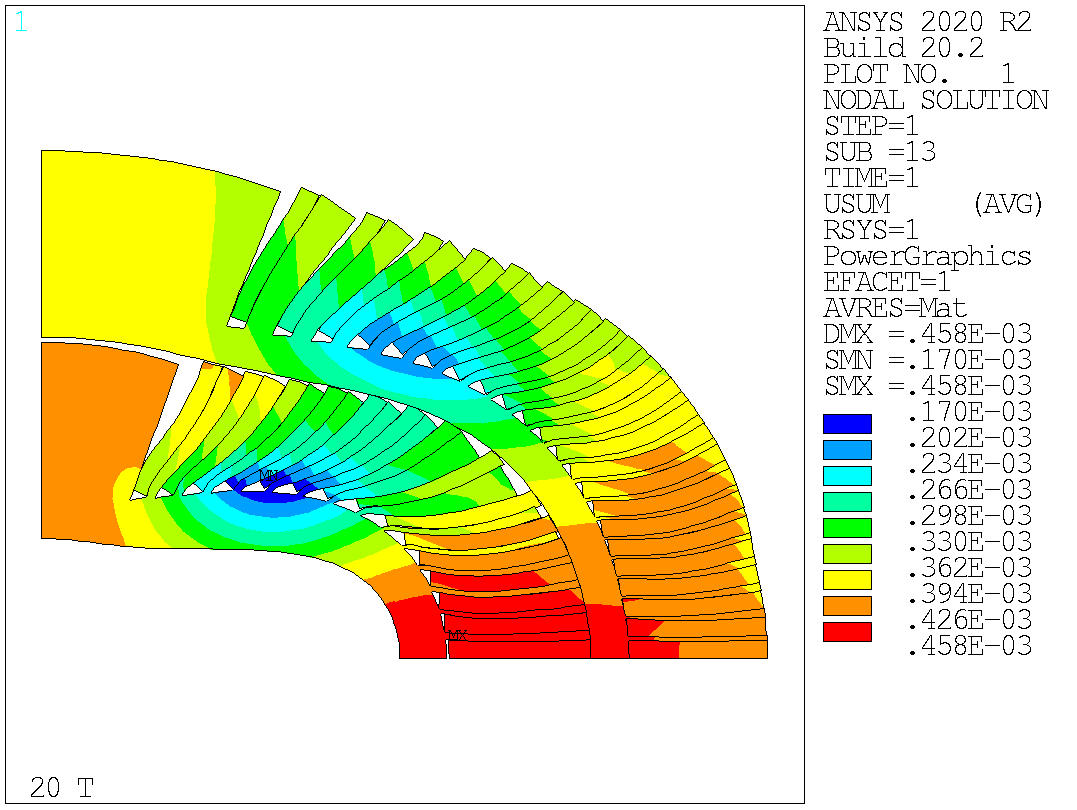 1
ANSYS 2020 R2
Build 20.2
PLOT NO. 1
NODAL SOLUTION
STEP=1
SUB =13
TIME=1
USUM (AVG)
RSYS=1
PowerGraphics
EFACET=1
AVRES=Mat
DMX =.458E-03
SMN =.170E-03
SMX =.458E-03
.170E-03
.202E-03
.234E-03
.266E-03
.298E-03
.330E-03
.362E-03
.394E-03
.426E-03
.458E-03
MN
MX
20 T